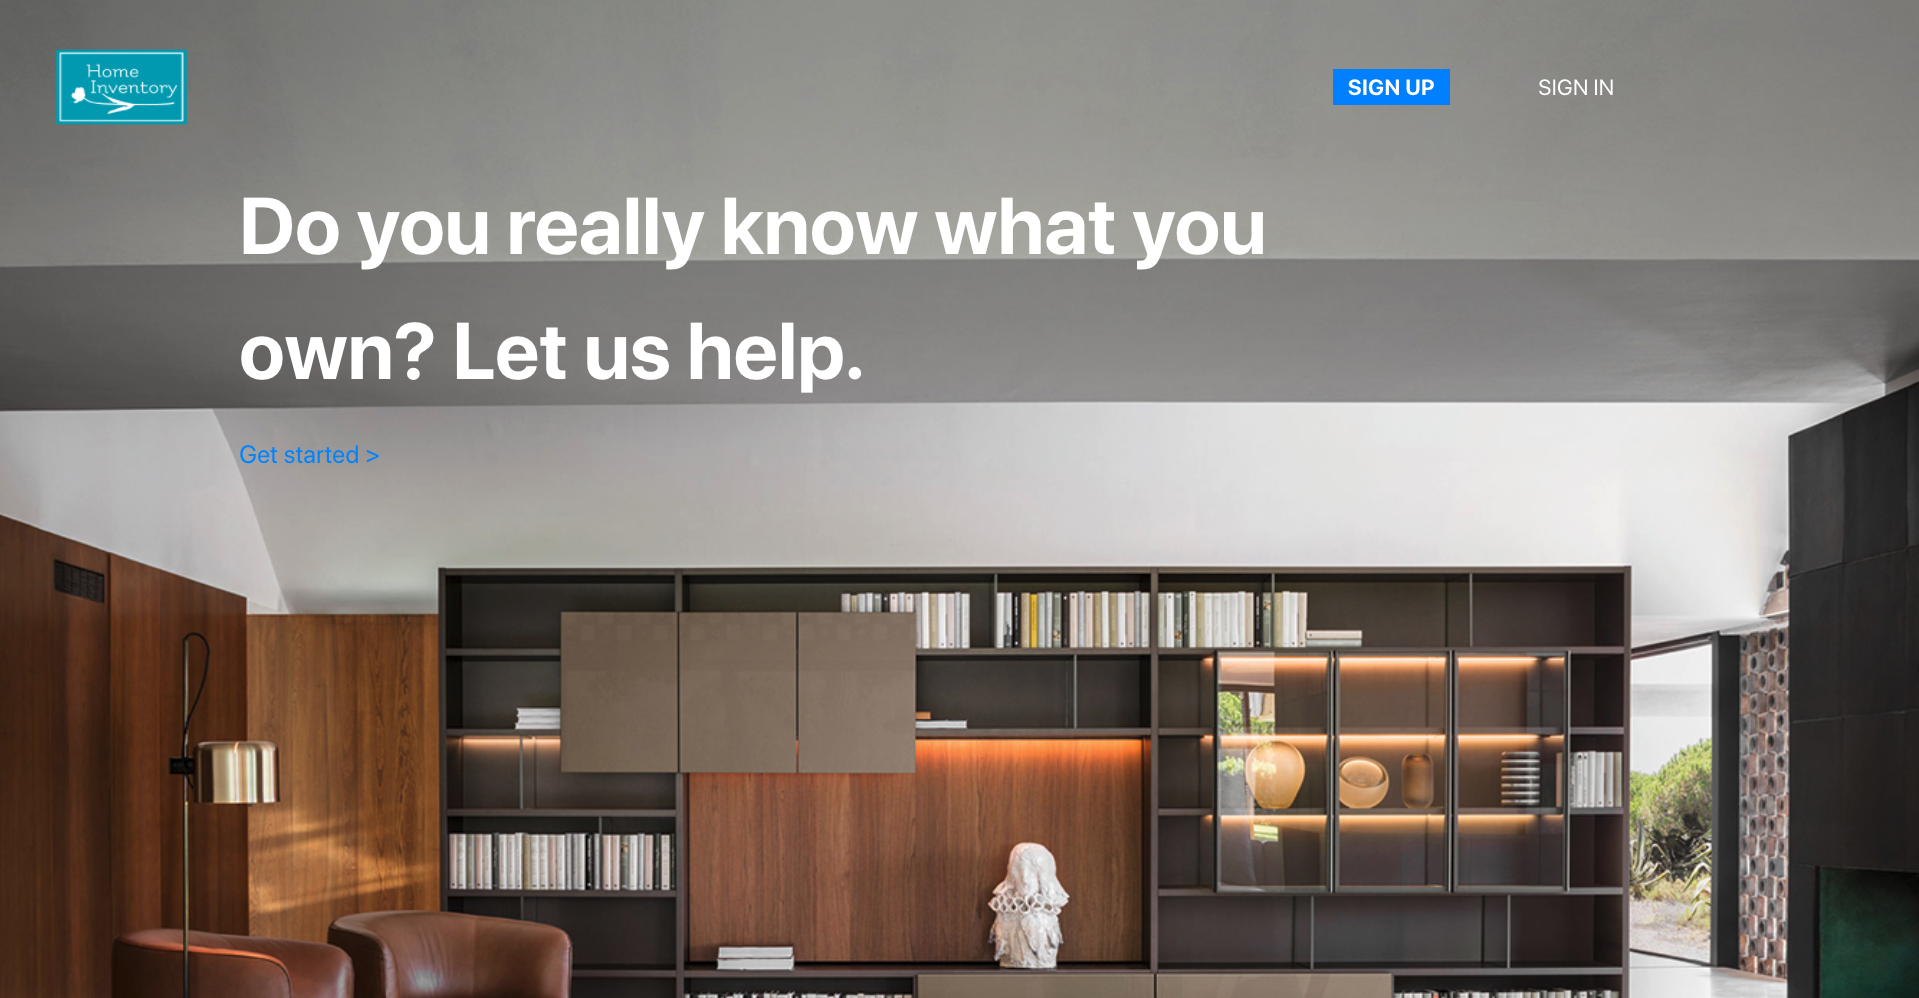 Home
Inventory
SIGN UP
SIGN IN
Do you really know what you
own? Let us help.
Get started >